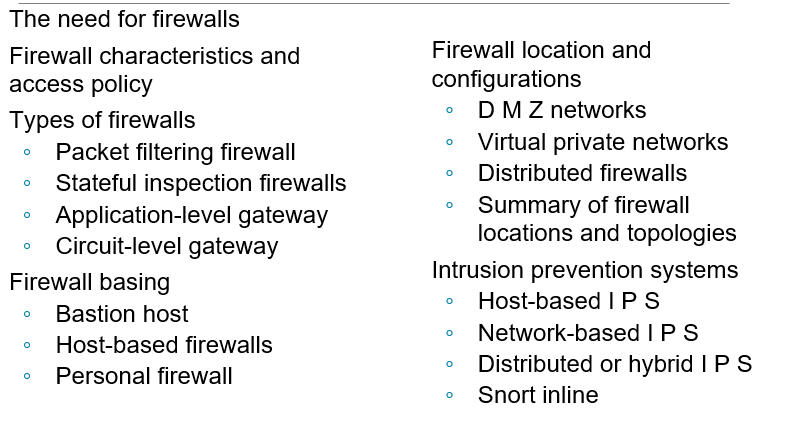 The need for firewalls
Firewall characteristics and
access policy
Types of firewalls
◦ Packet filtering firewall
◦ Stateful inspection firewalls
◦ Application-level gateway
◦ Circuit-level gateway
Firewall basing
◦ Bastion host
◦ Host-based firewalls
◦ Personal firewall
Firewall location and
configurations
◦ D M Z networks
◦ Virtual private networks
◦ Distributed firewalls
◦ Summary of firewall
locations and topologies
Intrusion prevention systems
◦ Host-based I P S
◦ Network-based I P S
◦ Distributed or hybrid I P S
◦ Snort inline